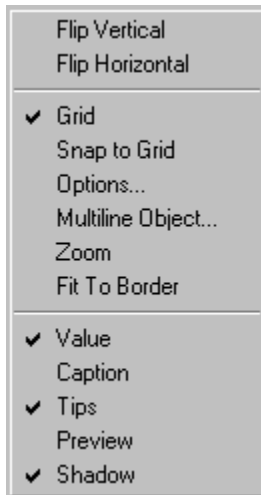 Flip Vertical
Flip Horizontal
Grid
Snap to Grid
Options...
Multiline Object...
Zoom
Fit To Border
Value
Caption
Tips
Preview
Shadow